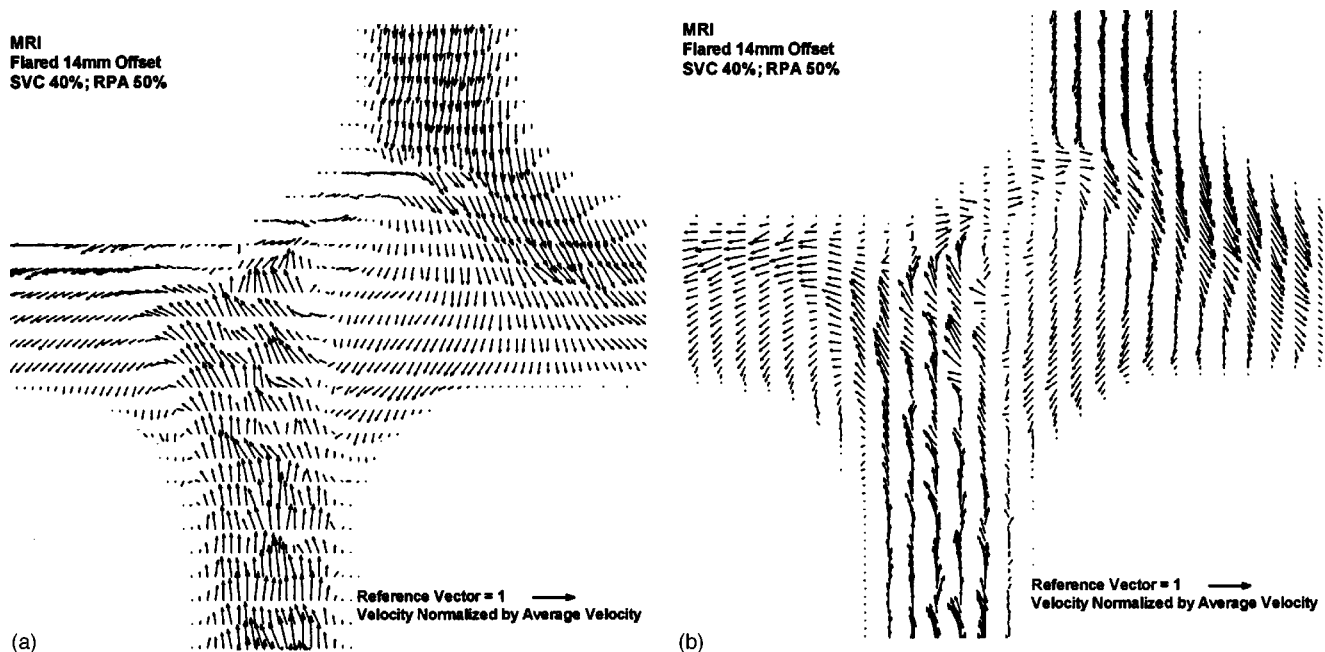 MRI
Flared 14mm Offset
SVC 40%; RPA 50%
Reference Vector = 1
Velocity Normalized by Average Velocity
(a)
MRI
Flared 14mm Offset
SVC 40%; RPA 50%
Reference Vector = 1
Velocity Normalized by Average Velocity
(b)